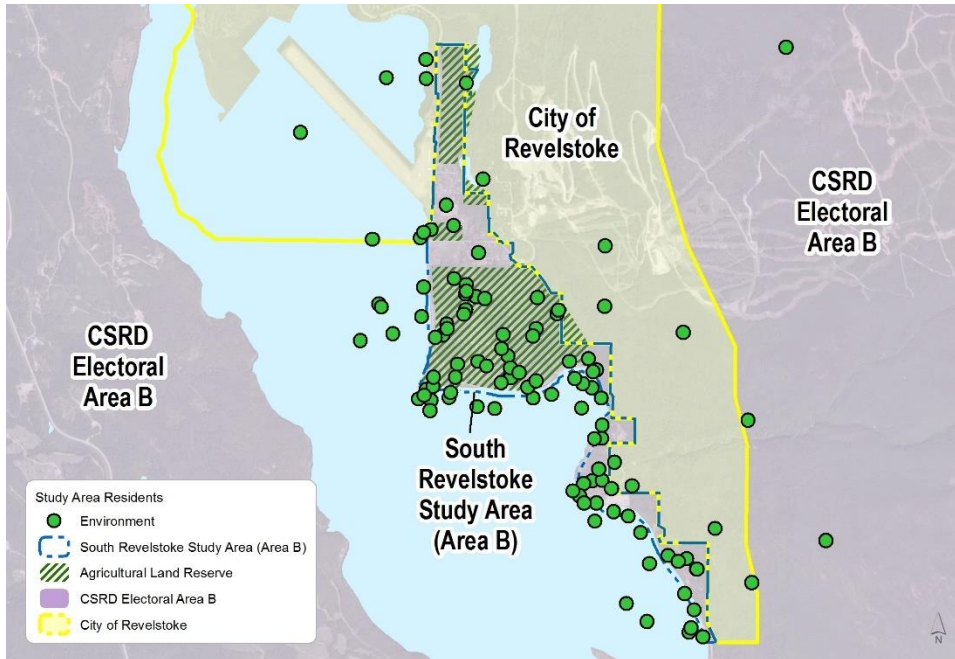 City of
Revelstoke
CSRD
Electoral
Area B
CSRD
Electoral
Area B
South
Revelstoke
Study Area
(Area B)
Study Area Residents
Environment
South Revelstoke Study Area (Area B)
Agricultural Land Reserve
CSRD Electoral Area B
City of Revelstoke
N